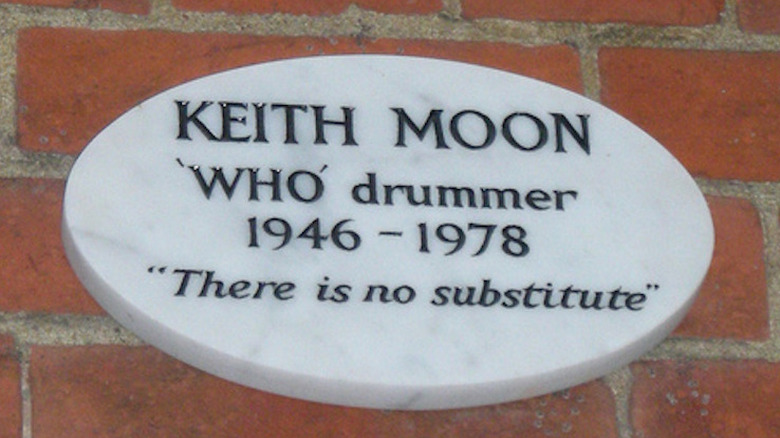 KEITH MOON
‵WHO′ drummer
1946 - 1978
“There is no substitute”